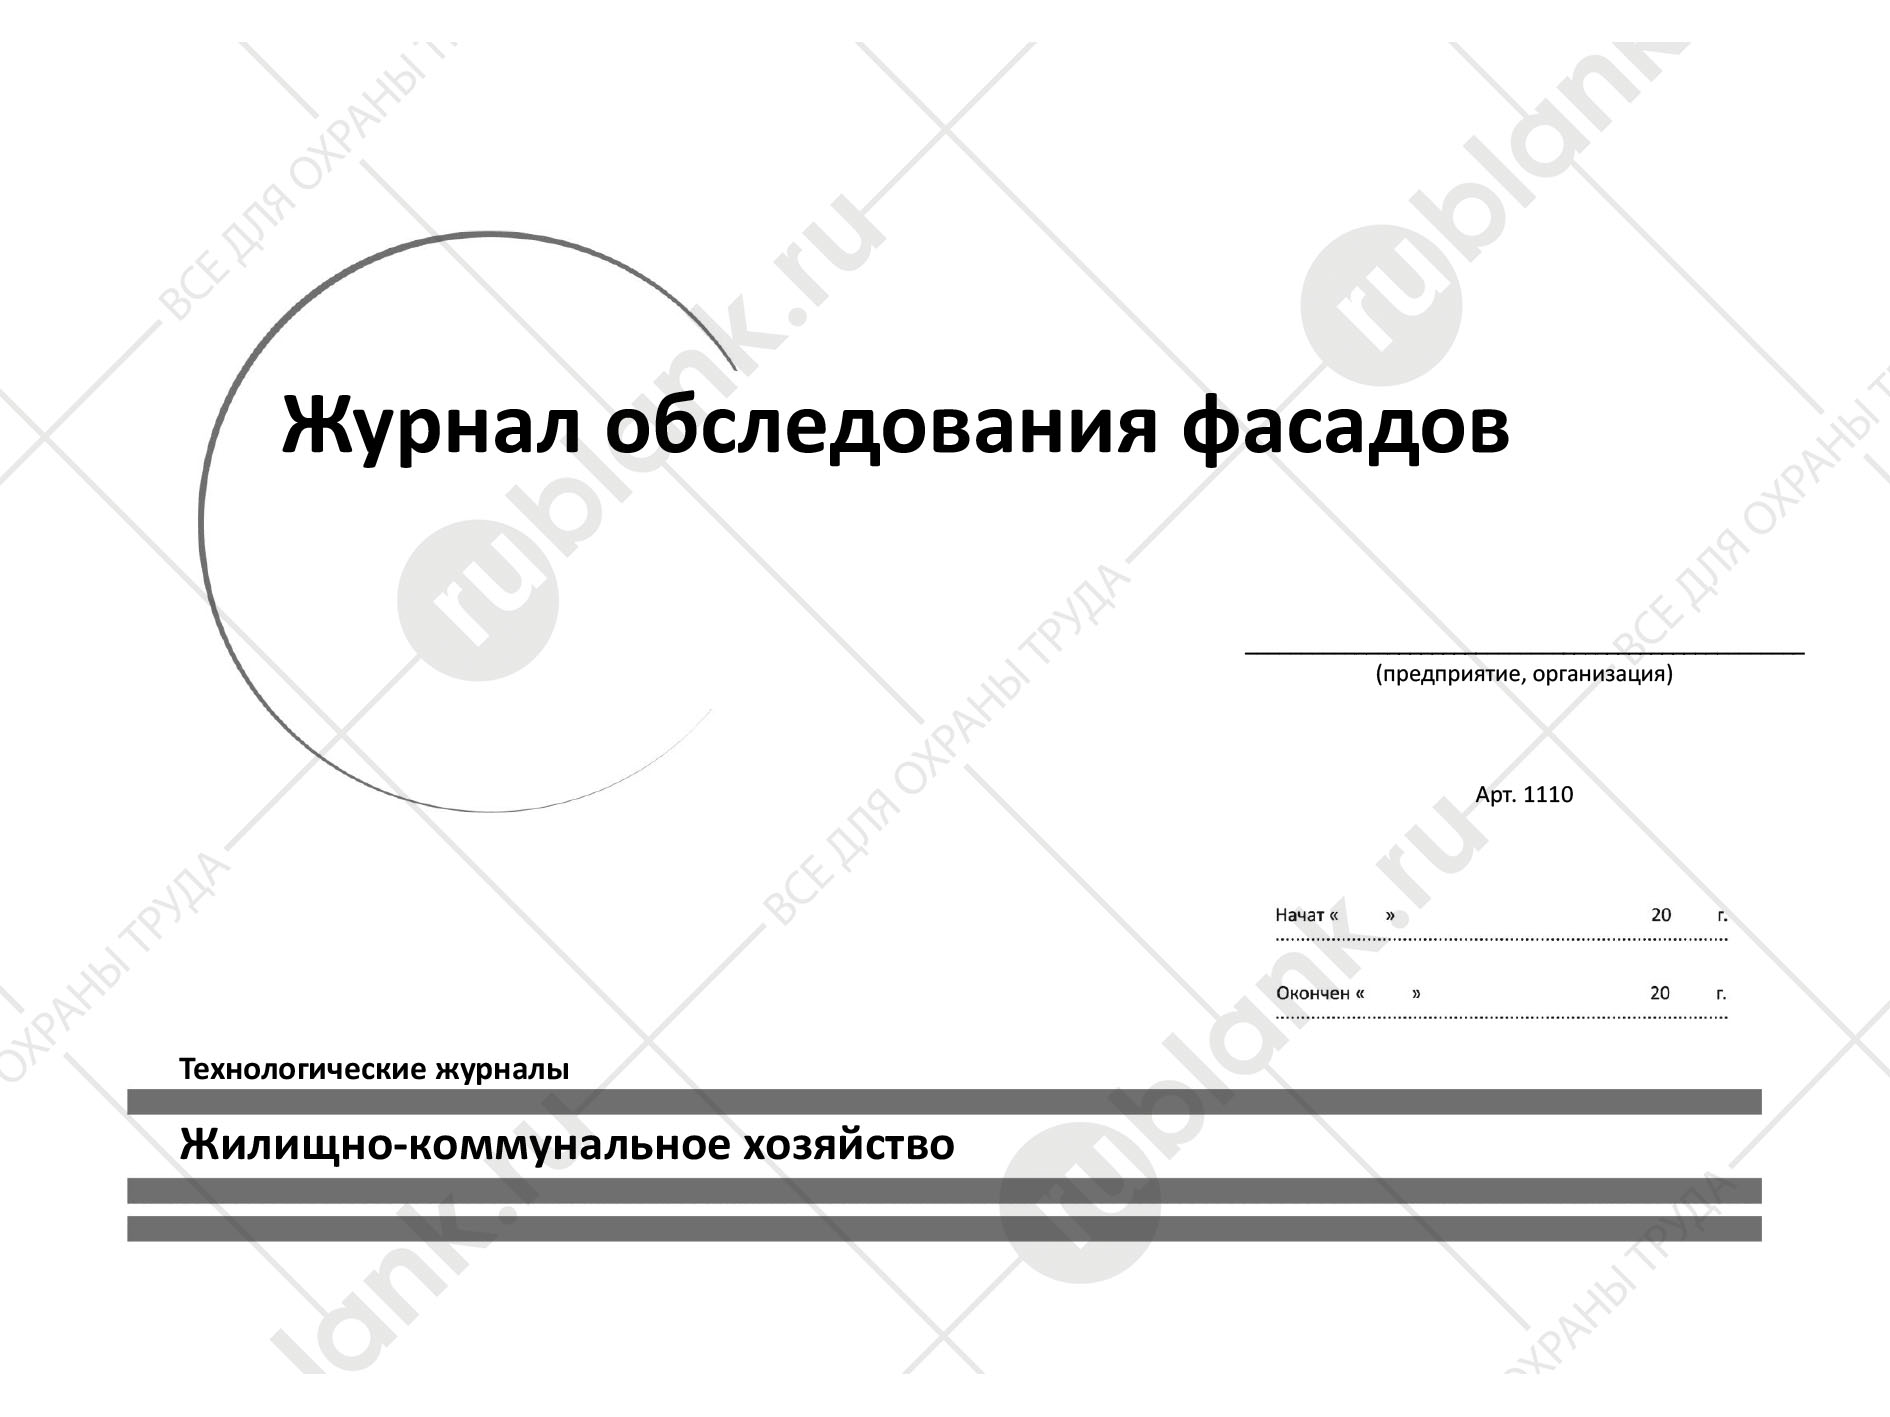 Журнал обследования фасадов
(предприятие, организация)
Арт. 1110
Начат « » 20 г.
Окончен « » 20 г.
Технологические журналы
Жилищно-коммунальное хозяйство
rublank.ru
ВСЕ ДЛЯ ОХРАНЫ ТРУДА